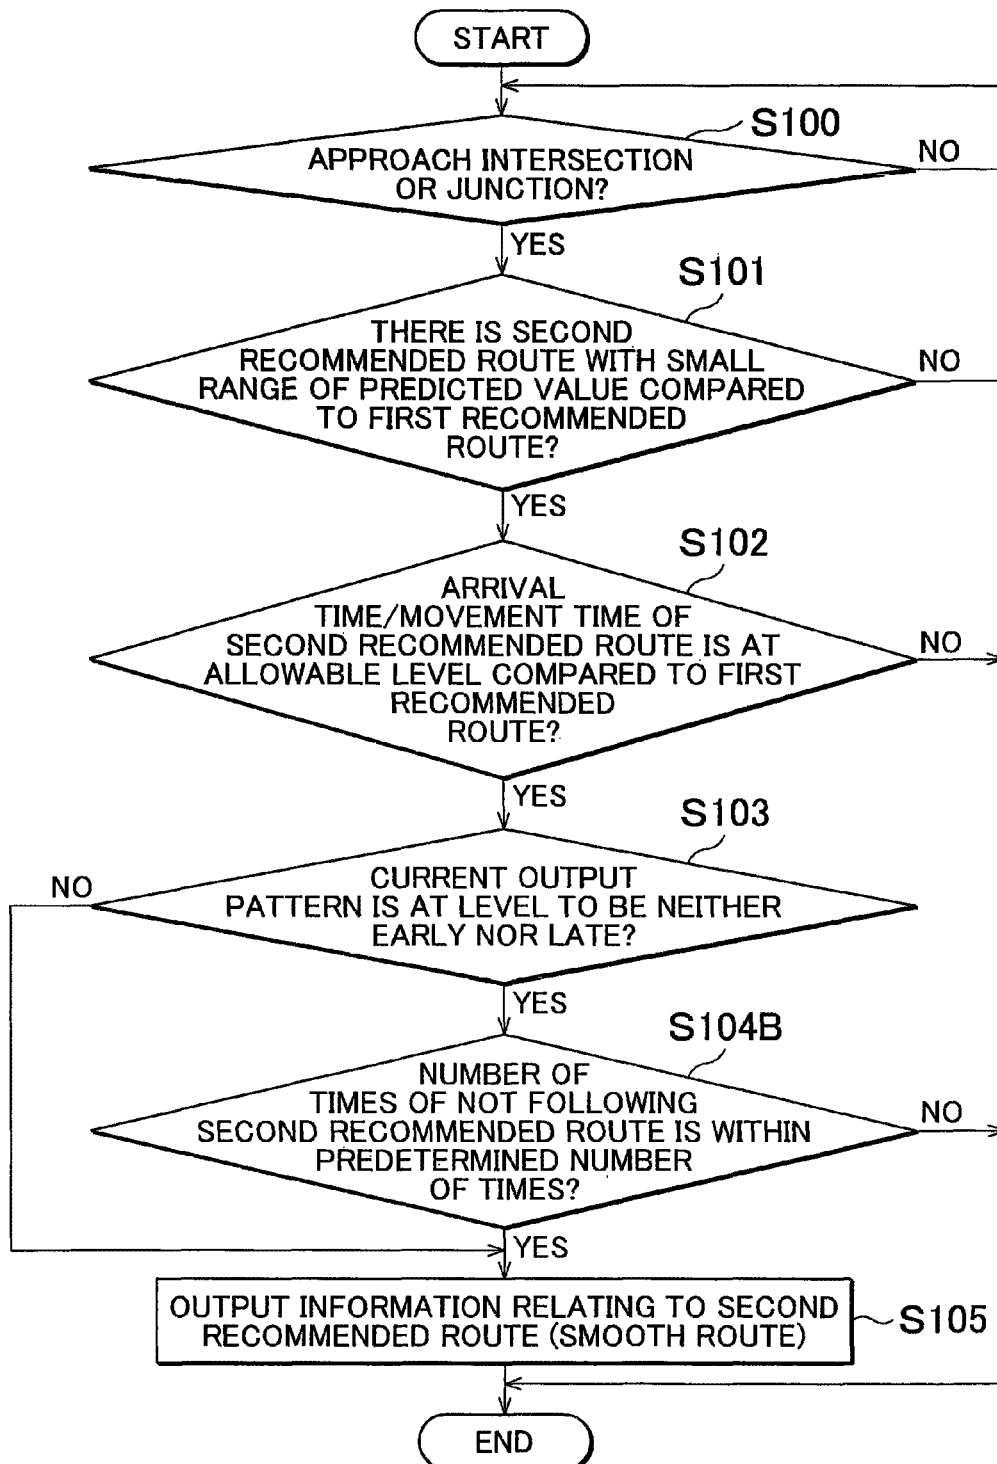 START
S100
APPROACH INTERSECTION
OR JUNCTION?
NO
YES
S101
THERE IS SECOND
RECOMMENDED ROUTE WITH SMALL
RANGE OF PREDICTED VALUE COMPARED
TO FIRST RECOMMENDED
ROUTE?
NO
YES
S102
ARRIVAL
TIME/MOVEMENT TIME OF
SECOND RECOMMENDED ROUTE IS AT
ALLOWABLE LEVEL COMPARED TO FIRST
RECOMMENDED
ROUTE?
NO
YES
S103
CURRENT OUTPUT
PATTERN IS AT LEVEL TO BE NEITHER
EARLY NOR LATE?
NO
YES
S104B
NUMBER OF
TIMES OF NOT FOLLOWING
SECOND RECOMMENDED ROUTE IS WITHIN
PREDETERMINED NUMBER
OF TIMES?
NO
YES
OUTPUT INFORMATION RELATING TO SECOND
RECOMMENDED ROUTE (SMOOTH ROUTE)
S105
END